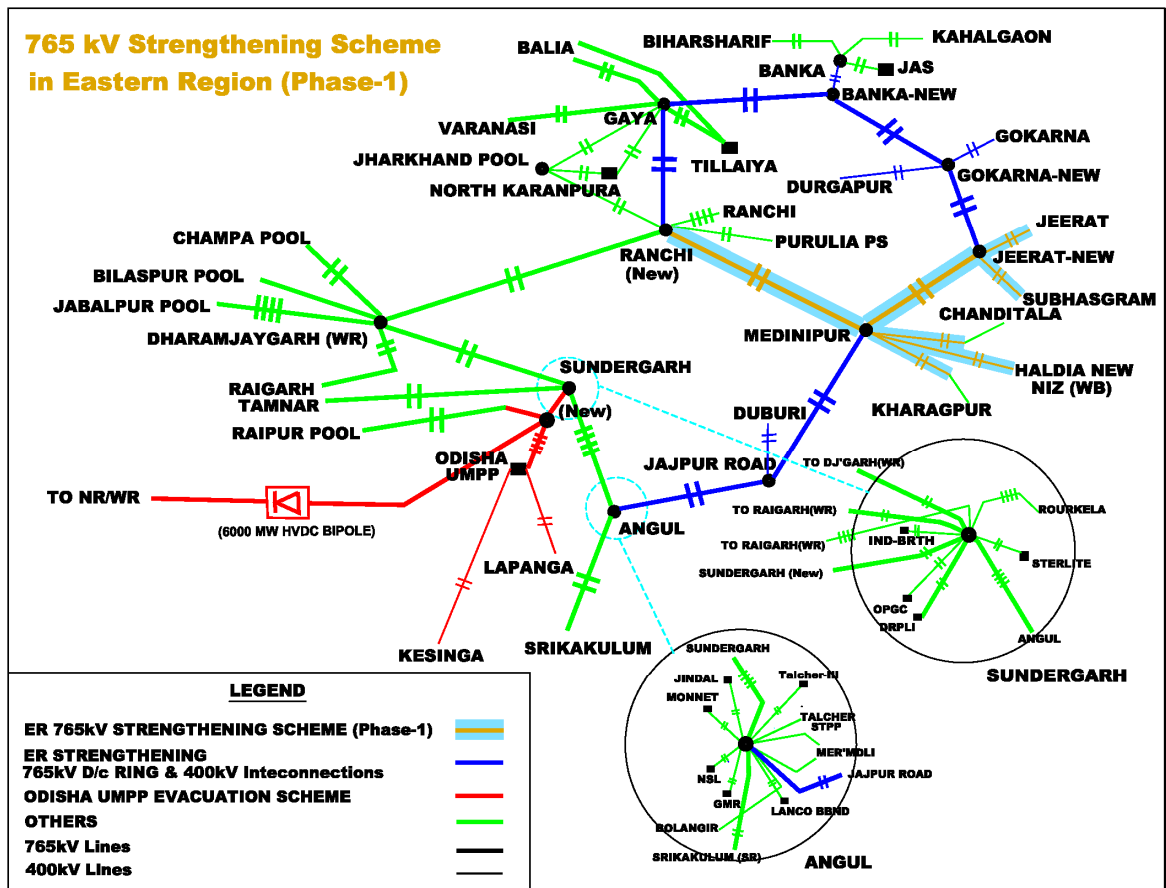 765 kV Strengthening Scheme
in Eastern Region (Phase-1)
BALIA
BIHARSHARIF
KAHALGAON
BANKA
JAS
BANKA-NEW
VARANASI
GAYA
TILLAIYA
JHARKHAND POOL
NORTH KARANPURA
GOKARNA
DURGAPUR
GOKARNA-NEW
RANCHI
PURULIA PS
RANCHI
(New)
JEERAT
JEERAT-NEW
SUBHASGRAM
CHANDITALA
MEDINIPUR
HALDIA NEW
NIZ (WB)
KHARAGPUR
CHAMPA POOL
BILASPUR POOL
JABALPUR POOL
DHARAMJAYGARH (WR)
RAIGARH
TAMNAR
RAIPUR POOL
SUNDERGARH
(New)
ODISHA
UMPP
DUBURI
JAJPUR ROAD
TO NR/WR
(6000 MW HVDC BIPOLE)
ANGUL
LAPANGA
KESINGA
SRIKAKULUM
TO DJ'GARH(WR)
TO RAIGARH(WR)
ROURKELA
IND-BRTH
TO RAIGARH(WR)
STERLITE
SUNDERGARH (New)
OPGC
DRPLI
ANGUL
SUNDERGARH
SUNDERGARH
JINDAL
Talcher-III
MONNET
TALCHER
STPP
MER'MDLI
NSL
JAJPUR ROAD
GMR
LANCO BBND
BOLANGIR
SRIKAKULUM (SR)
ANGUL
LEGEND
ER 765kV STRENGTHENING SCHEME (Phase-1)
ER STRENGTHENING
765kV D/c RING & 400kV Inteconnections
ODISHA UMPP EVACUATION SCHEME
OTHERS
765kV Lines
400kV Lines